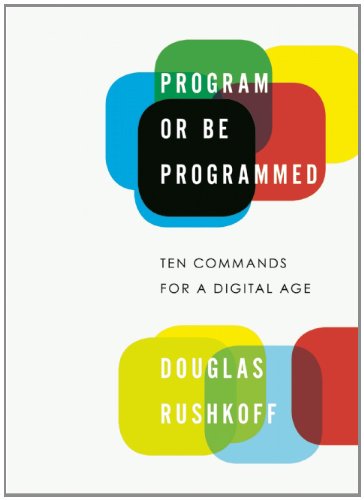 PROGRAM
OR BE
PROGRAMMED
TEN COMMANDS
FOR A DIGITAL AGE
DOUGLAS
RUSHKOFF